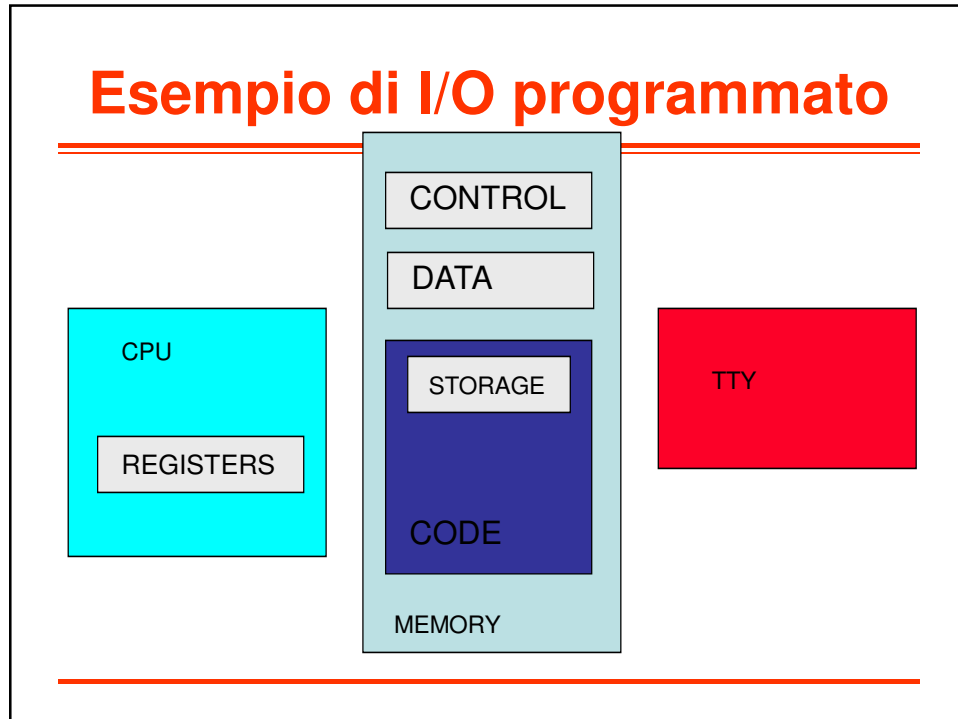 Esempio di I/O programmato
CONTROL
DATA
CPU
STORAGE
TTY
REGISTERS
CODE
MEMORY